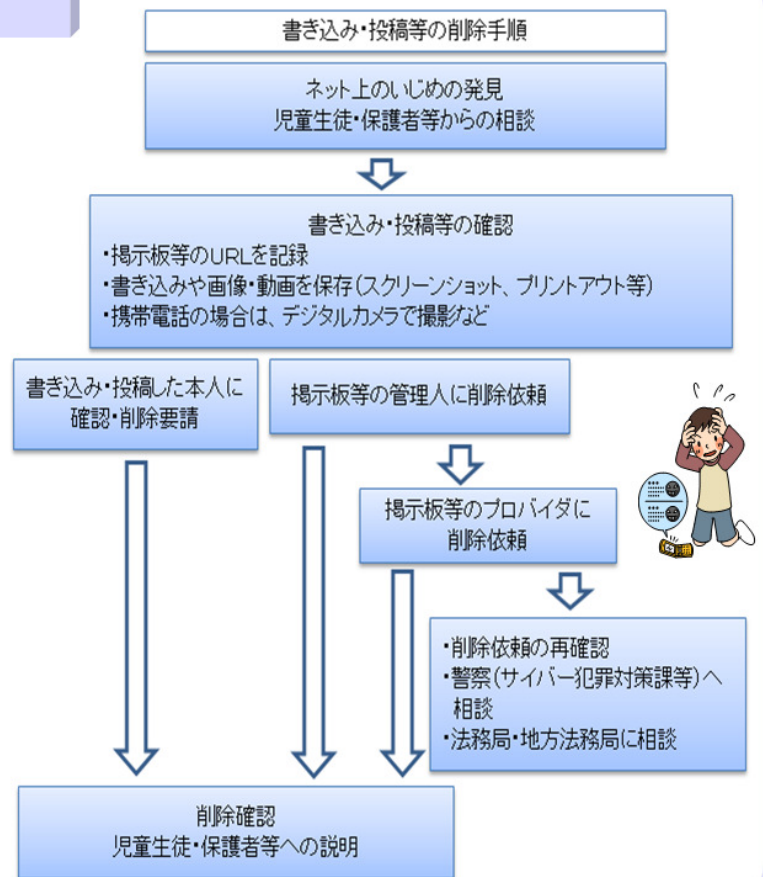 書き込み・投稿等の削除手順
ネット上のいじめの発見
児童生徒・保護者等からの相談
書き込み・投稿等の確認
・掲示板等のURLを記録
・書き込みや画像・動画を保存(スクリーンショット、プリントアウト等)
・携帯電話の場合は、デジタルカメラで撮影など
書き込み・投稿した本人に
確認・削除要請
掲示板等の管理人に削除依頼
掲示板等のプロバイダに
削除依頼
・削除依頼の再確認
・警察(サイバー犯罪対策課等)へ
相談
・法務局・地方法務局に相談
削除確認
児童生徒・保護者等への説明